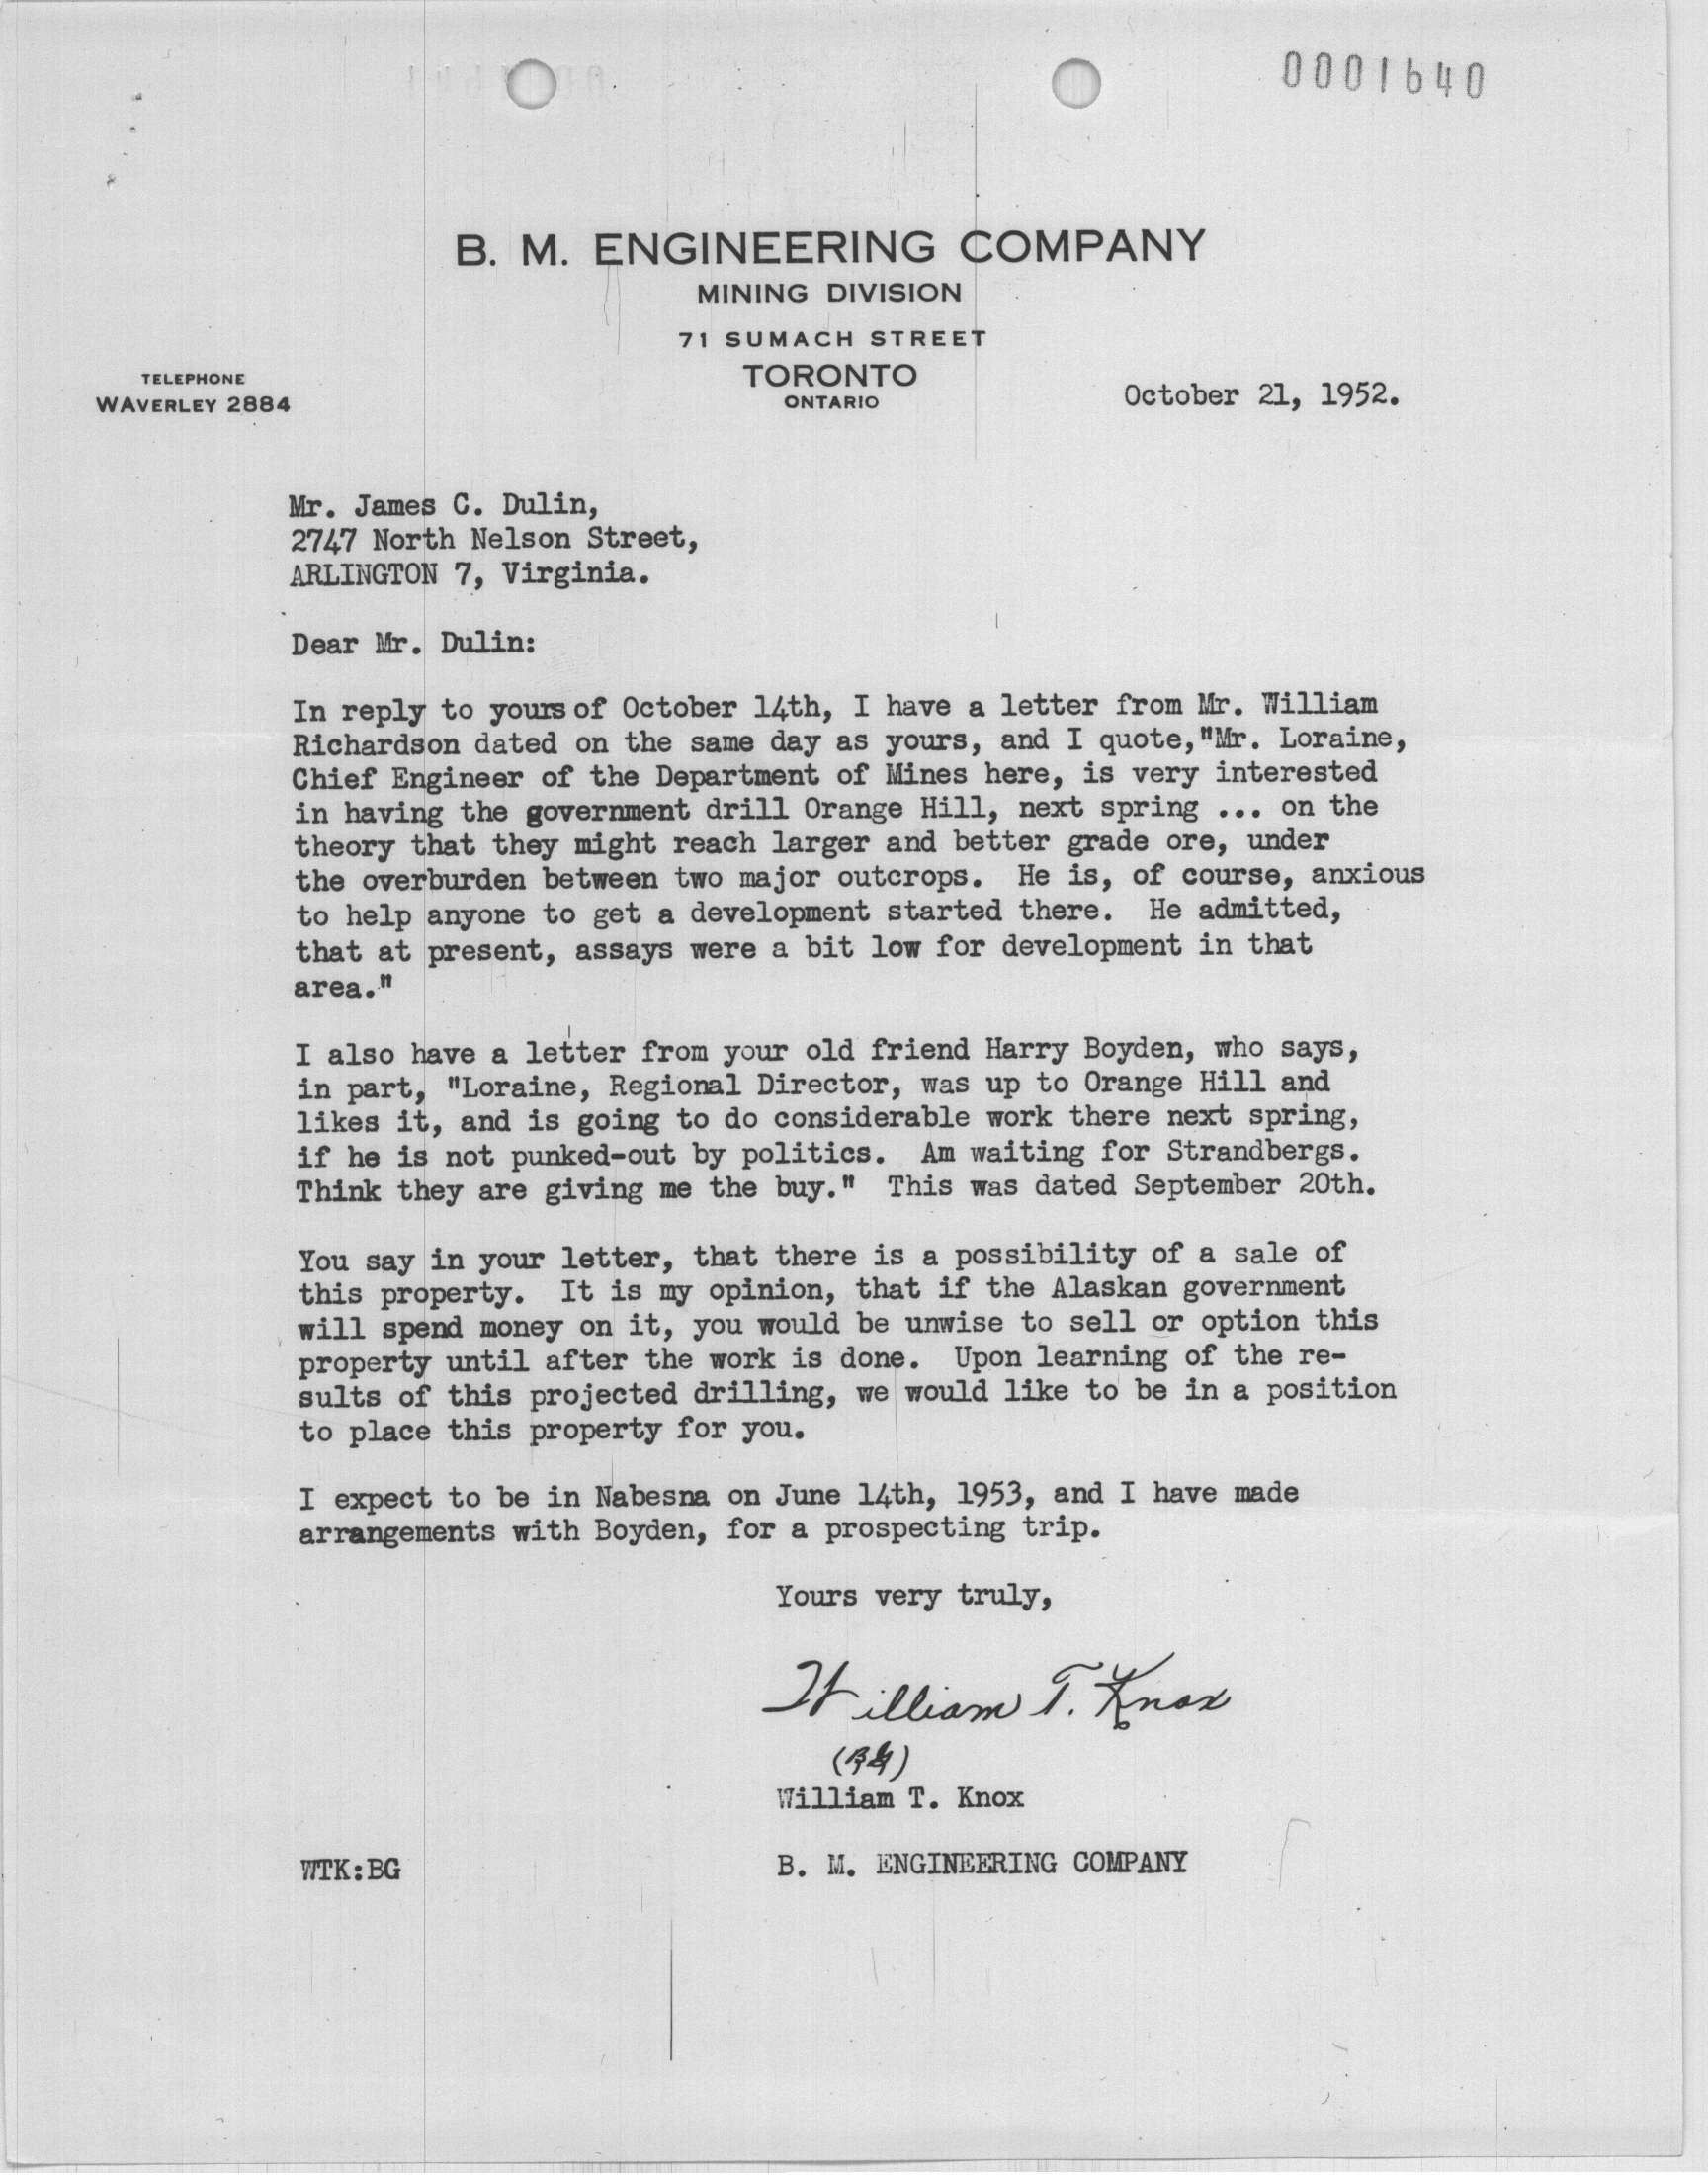 0001640
B. M. ENGINEERING COMPANY
MINING DIVISION
71 SUMACH STREET
TORONTO
ONTARIO
TELEPHONE
WAVERLEY 2884
October 21, 1952.
Mr. James C. Dulin,
2747 North Nelson Street,
ARLINGTON 7, Virginia.
Dear Mr. Dulin:
In reply to yours of October 14th, I have a letter from Mr. William
Richardson dated on the same day as yours, and I quote,"Mr. Loraine,
Chief Engineer of the Department of Mines here, is very interested
in having the government drill Orange Hill, next spring ... on the
theory that they might reach larger and better grade ore, under
the overburden between two major outcrops.  He is, of course, anxious
to help anyone to get a development started there.  He admitted,
that at present, assays were a bit low for development in that
area."
I also have a letter from your old friend Harry Boyden, who says,
in part, "Loraine, Regional Director, was up to Orange Hill and
likes it, and is going to do considerable work there next spring,
if he is not punked-out by politics.  Am waiting for Strandbergs.
Think they are giving me the buy."  This was dated September 20th.
You say in your letter, that there is a possibility of a sale of
this property.  It is my opinion, that if the Alaskan government
will spend money on it, you would be unwise to sell or option this
property until after the work is done.  Upon learning of the re-
sults of this projected drilling, we would like to be in a position
to place this property for you.
I expect to be in Nabesna on June 14th, 1953, and I have made
arrangements with Boyden, for a prospecting trip.
Yours very truly,
William T. Knox
(BG)
William T. Knox
WTK:BG
B. M. ENGINEERING COMPANY